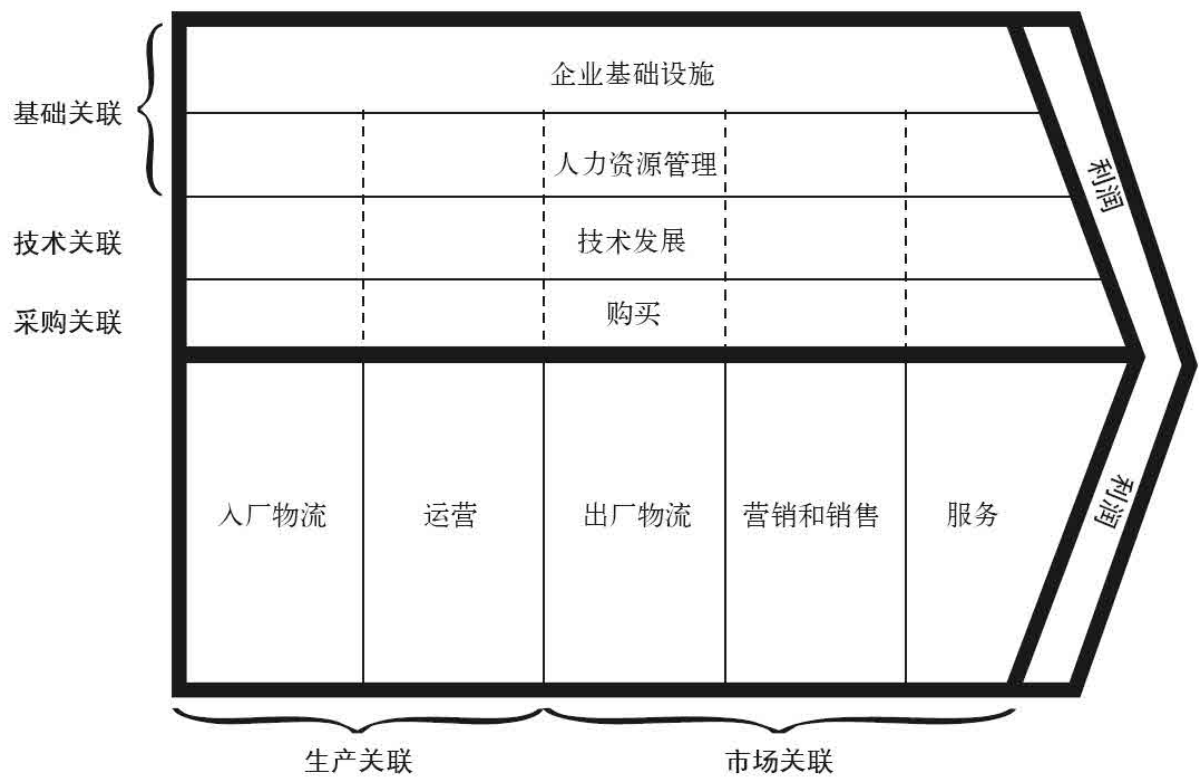 企业基础设施
基础关联
人力资源管理
利润
技术关联
技术发展
采购关联
购买
入厂物流
运营
出厂物流
营销和销售
服务
利润
生产关联
市场关联